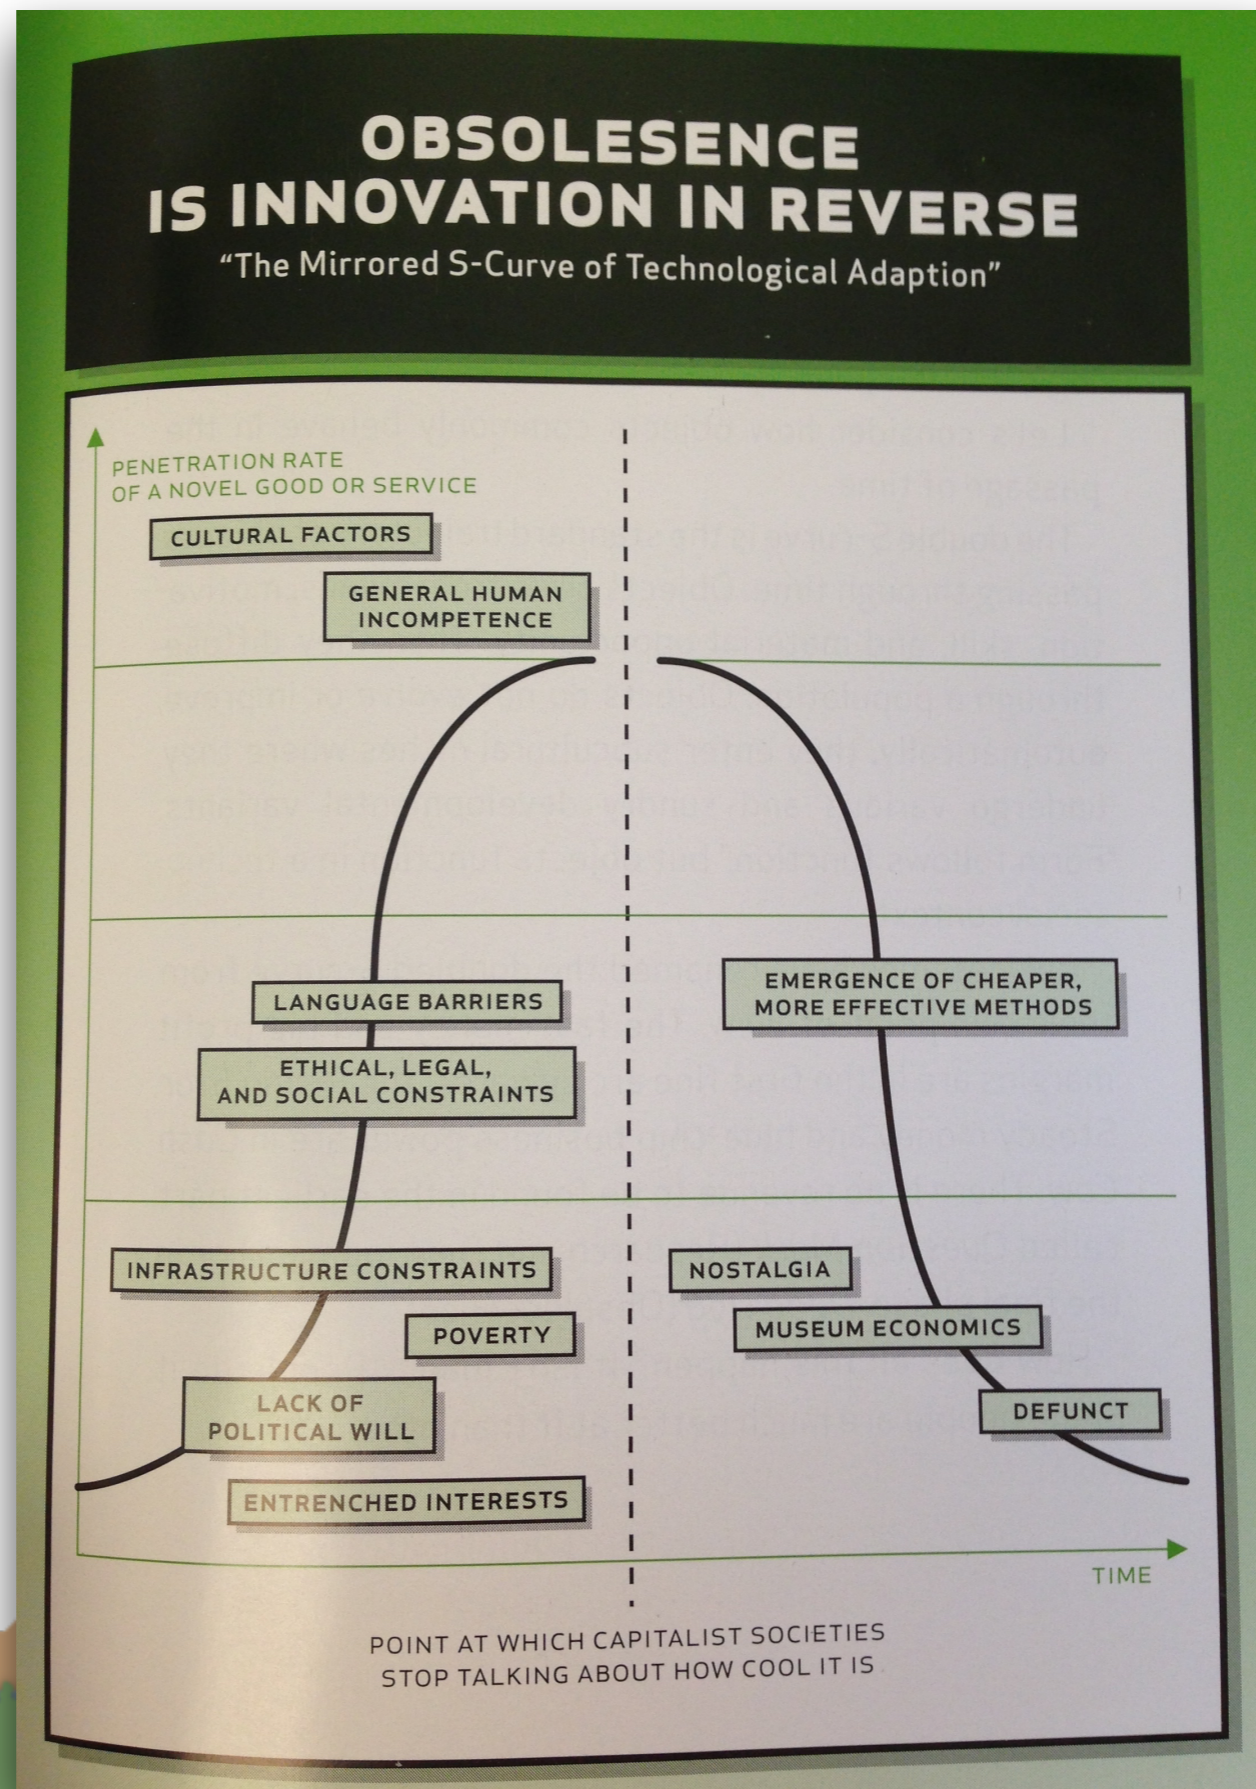 OBSOLESENCE
IS INNOVATION IN REVERSE
“The Mirrored S-Curve of Technological Adaption”
PENETRATION RATE
OF A NOVEL GOOD OR SERVICE
CULTURAL FACTORS
GENERAL HUMAN
INCOMPETENCE
LANGUAGE BARRIERS
ETHICAL, LEGAL,
AND SOCIAL CONSTRAINTS
INFRASTRUCTURE CONSTRAINTS
POVERTY
LACK OF
POLITICAL WILL
ENTRENCHED INTERESTS
EMERGENCE OF CHEAPER,
MORE EFFECTIVE METHODS
NOSTALGIA
MUSEUM ECONOMICS
DEFUNCT
TIME
POINT AT WHICH CAPITALIST SOCIETIES
STOP TALKING ABOUT HOW COOL IT IS